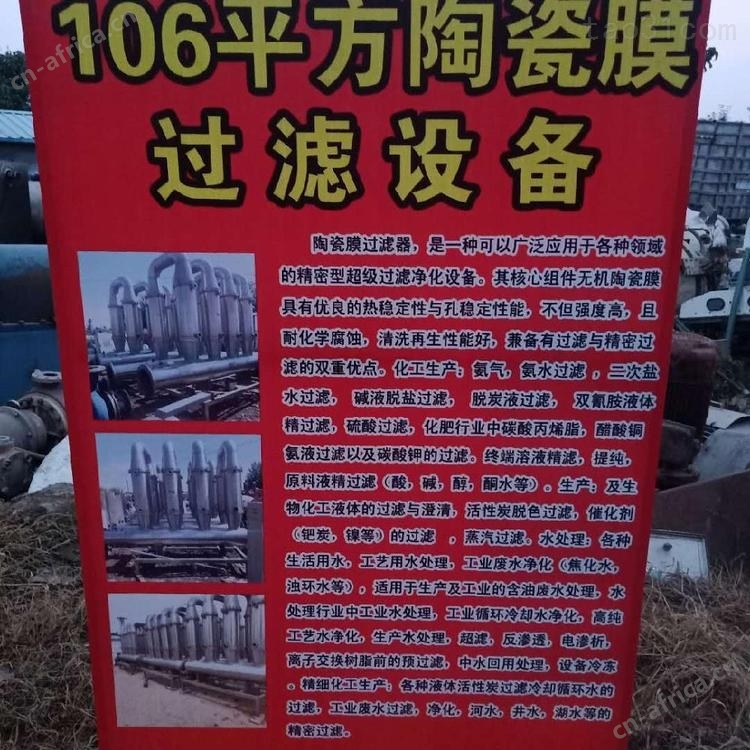 106平方陶瓷膜
过滤设备
陶瓷膜过滤器，是一种可以广泛应用于各种领域
的精密型超级过滤净化设备。其核心组件无机陶瓷膜
具有优良的热稳定性与孔稳定性能，不但强度高，且
耐化学腐蚀，清洗再生性能好，兼备有过滤与精密过
滤的双重优点。化工生产：氨气，氨水过滤，二次盐
水过滤， 碱液脱盐过滤， 脱炭液过滤， 双氰胺液体
精过滤，硫酸过滤，化肥行业中碳酸丙烯脂，醋酸铜
氨液过滤以及碳酸钾的过滤。终端溶液精滤，提纯，
原料液精过滤（酸，碱，醇，酮水等）。生产：及生
物化工液体的过滤与澄清，活性炭脱色过滤，催化剂
（钯炭，镍等）的过滤 ，蒸汽过滤。水处理：各种
生活用水，工艺用水处理，工业废水净化（焦化水，
浊环水等），适用于生产及工业的含油废水处理，水
处理行业中工业水处理，工业循环冷却水净化，高纯
工艺水净化，生产水处理，超滤，反渗透，电渗析，
离子交换树脂前的预过滤，中水回用处理，设备冷冻
。精细化工生产：各种液体活性炭过滤冷却循环水的
过滤，工业废水过滤，净化，河水，井水，湖水等的
精密过滤。
cn-africa.cn
cn-africa.cn